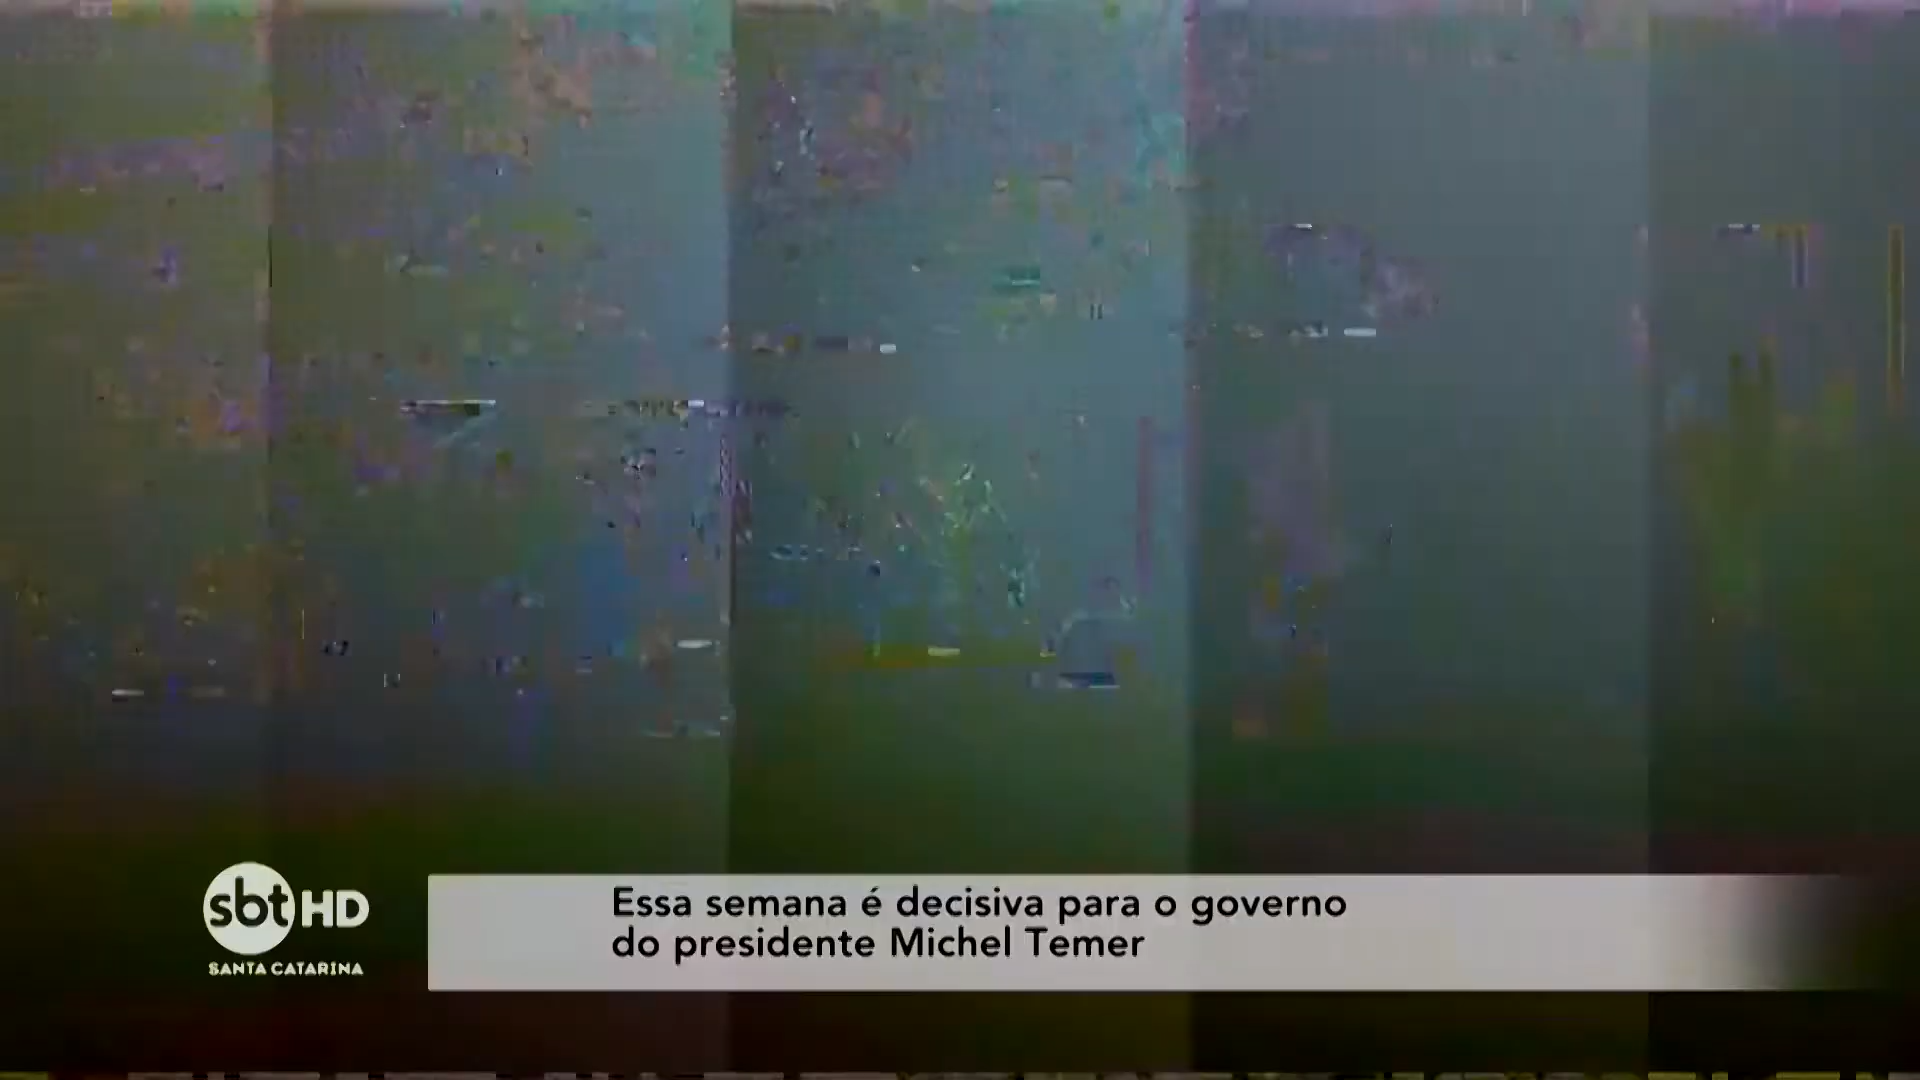 sbt HD
SANTA CATARINA
Essa semana é decisiva para o governo
do presidente Michel Temer